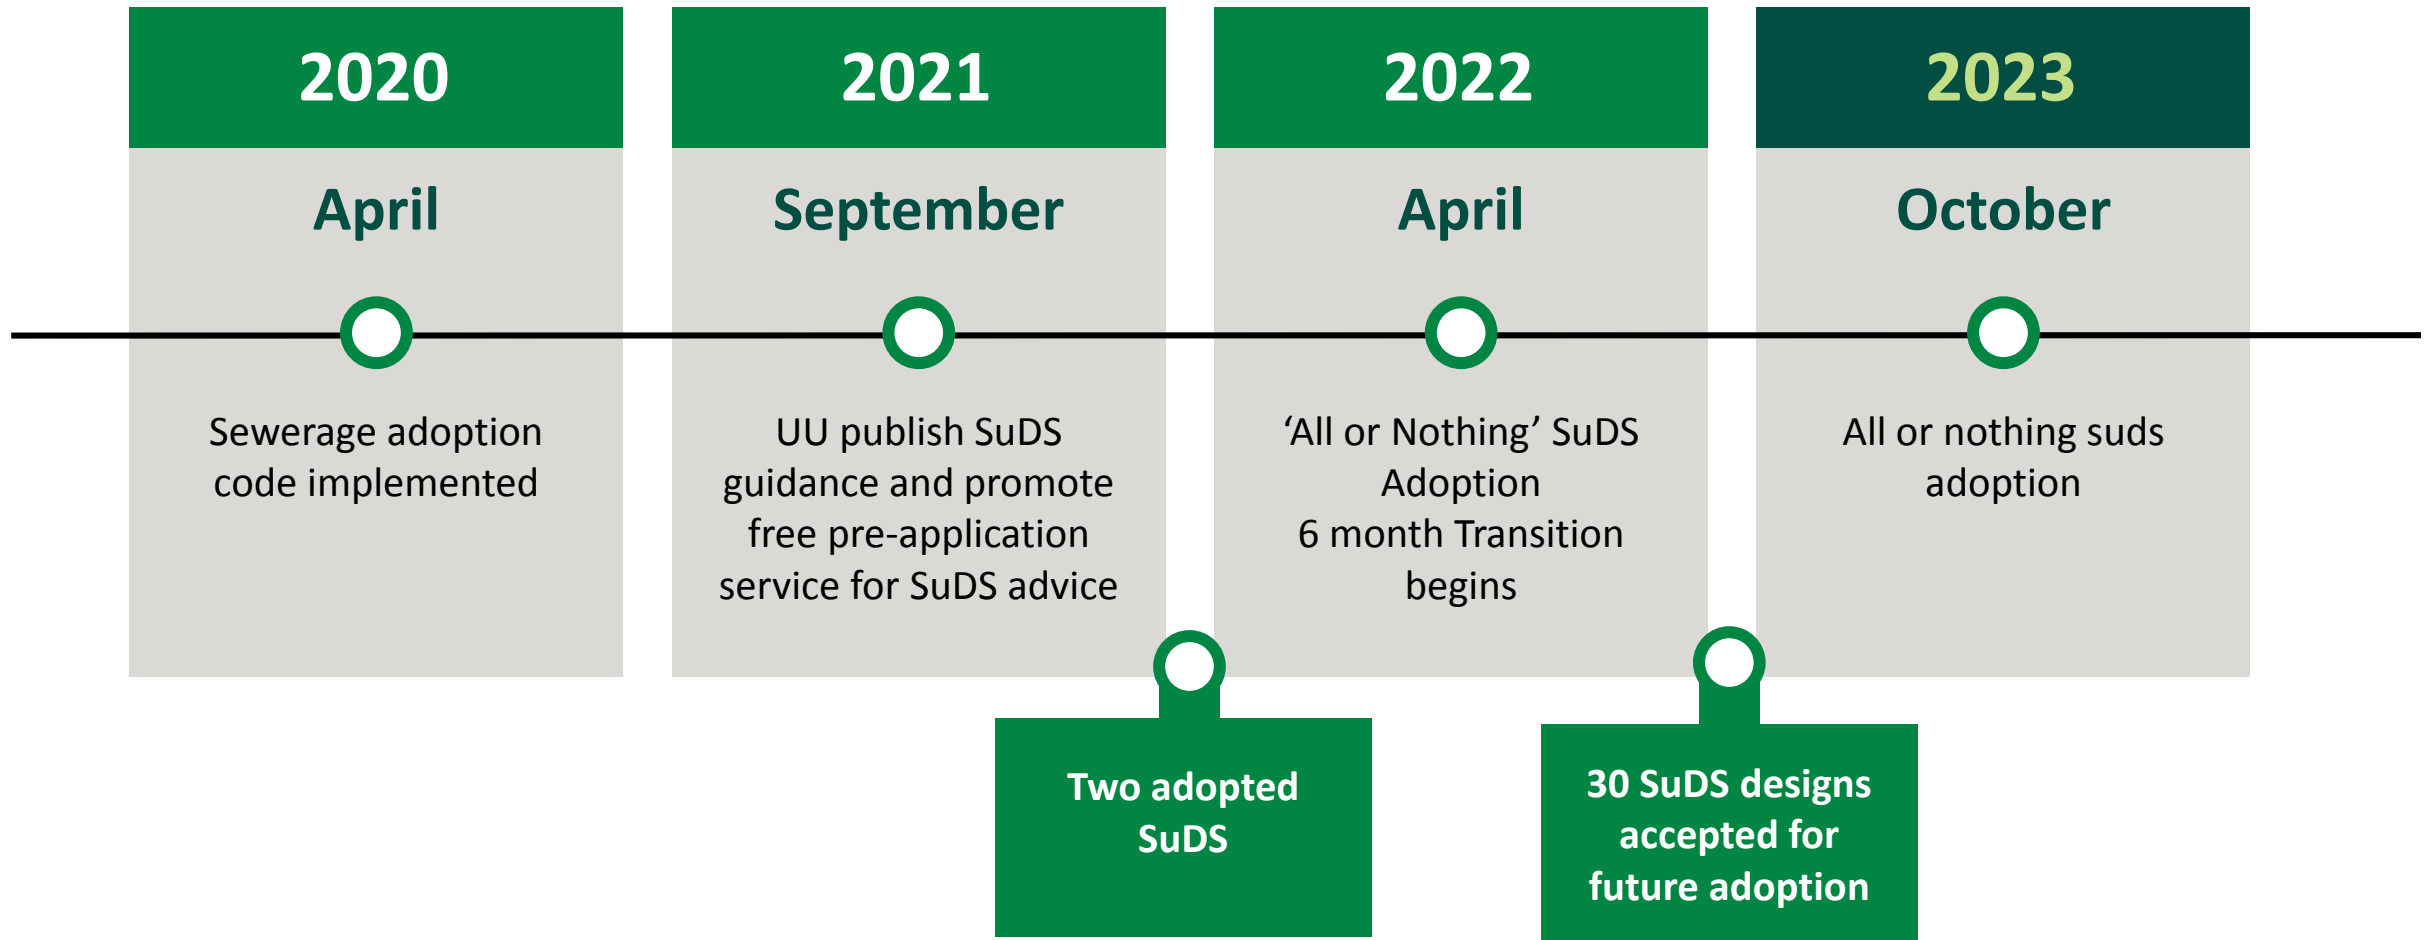 2020
April
Sewerage adoption
code implemented
2021
September
UU publish SuDS
guidance and promote
free pre-application
service for SuDS advice
2022
April
‘All or Nothing’ SuDS
Adoption
6 month Transition
begins
2023
October
All or nothing suds
adoption
Two adopted
SuDS
30 SuDS designs
accepted for
future adoption